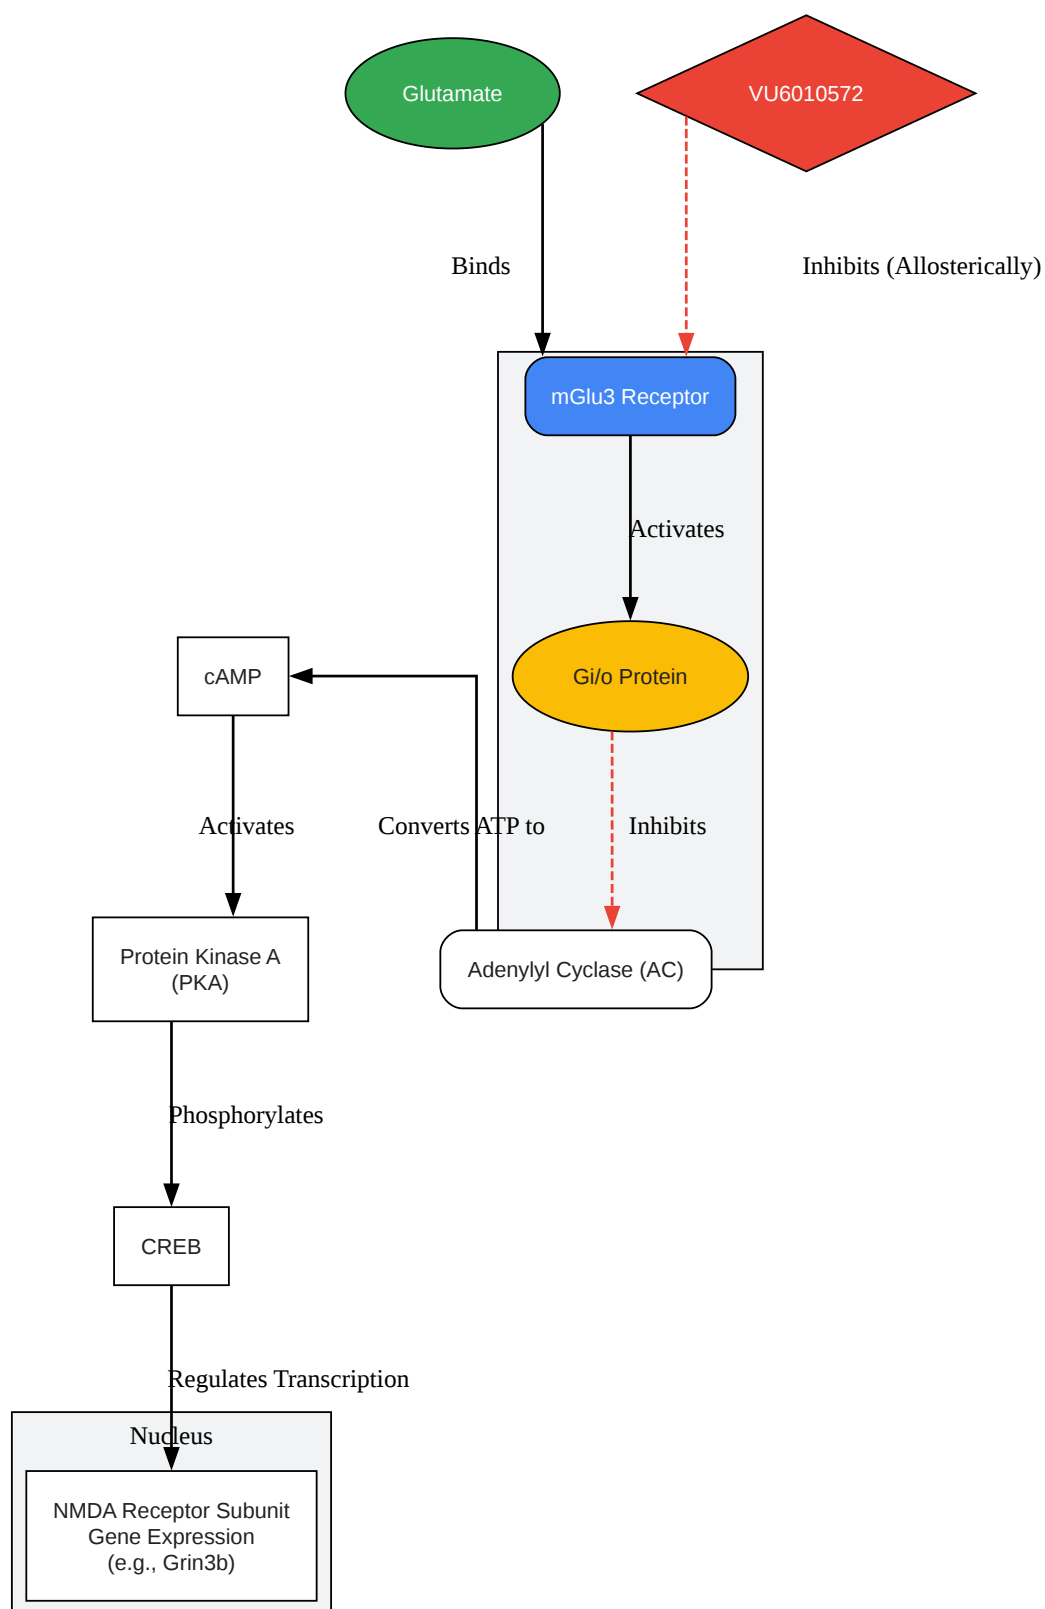 Glutamate
VU6010572
Binds
Inhibits (Allosterically)
mGlu3 Receptor
Activates
cAMP
Gi/o Protein
Activates
Converts ATP to
Inhibits
Protein Kinase A
(PKA)
Adenylyl Cyclase (AC)
Phosphorylates
CREB
Regulates Transcription
Nucleus
NMDA Receptor Subunit
Gene Expression
(e.g., Grin3b)